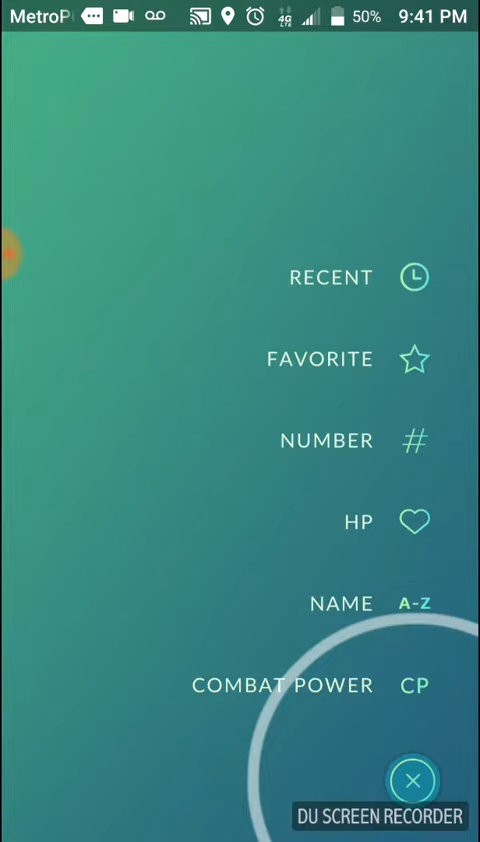 MetroP 4G LTE 50% 9:41 PM
RECENT
FAVORITE
NUMBER #
HP
NAME A-Z
COMBAT POWER CP
DU SCREEN RECORDER